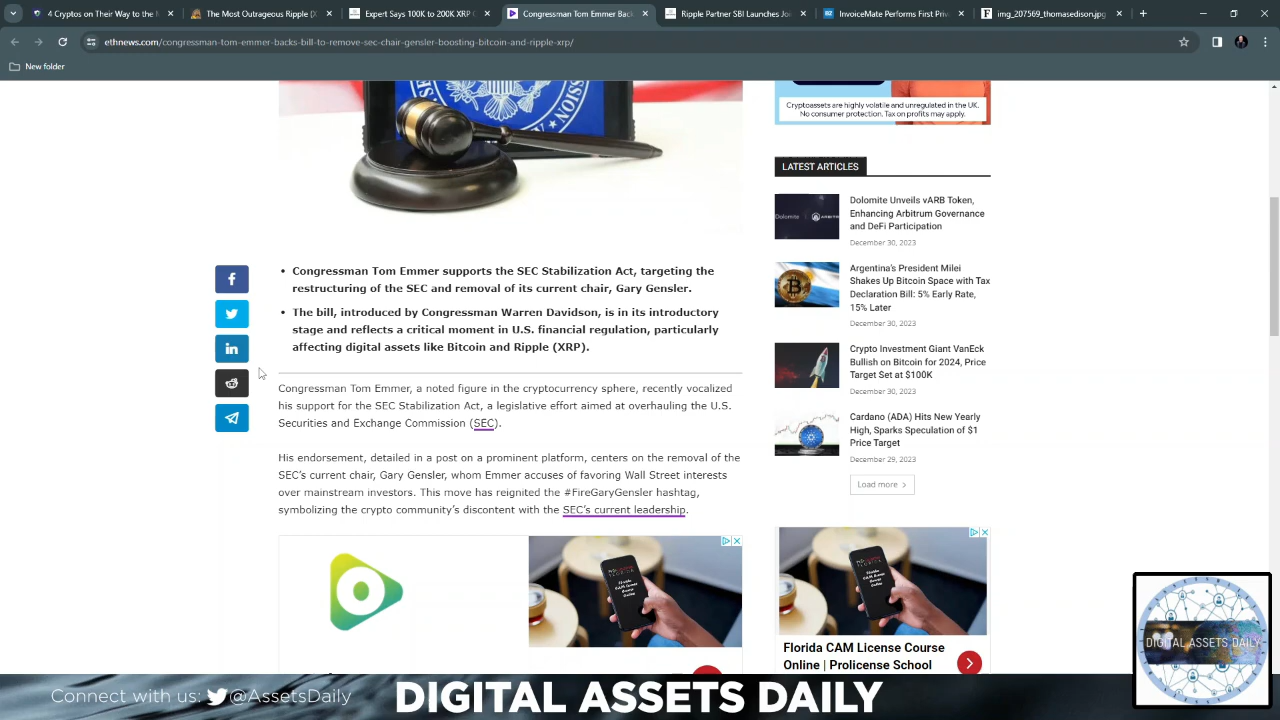 4 Cryptos on Their Way to the
The Most Outrageous Ripple (
Expert Says 100K to 200K XRP
Congressman Tom Emmer Back
Ripple Partner SBI Launches Jo
InvoiceMate Performs First Priv
img_207569_thomasedison.jpg
ethnews.com/congressman-tom-emmer-backs-bill-to-remove-sec-chair-gensler-boosting-bitcoin-and-ripple-xrp/
New folder
Cryptoassets are highly volatile and unregulated in the UK.
No consumer protection. Tax on profits may apply.
LATEST ARTICLES
Dolomite Unveils vARB Token,
Enhancing Arbitrum Governance
and DeFi Participation
December 30, 2023
Argentina's President Milei
Shakes Up Bitcoin Space with Tax
Declaration Bill: 5% Early Rate,
15% Later
December 30, 2023
Crypto Investment Giant VanEck
Bullish on Bitcoin for 2024, Price
Target Set at $100K
December 30, 2023
Cardano (ADA) Hits New Yearly
High, Sparks Speculation of $1
Price Target
December 29, 2023
Load more
• Congressman Tom Emmer supports the SEC Stabilization Act, targeting the
restructuring of the SEC and removal of its current chair, Gary Gensler.
• The bill, introduced by Congressman Warren Davidson, is in its introductory
stage and reflects a critical moment in U.S. financial regulation, particularly
affecting digital assets like Bitcoin and Ripple (XRP).
Congressman Tom Emmer, a noted figure in the cryptocurrency sphere, recently vocalized
his support for the SEC Stabilization Act, a legislative effort aimed at overhauling the U.S.
Securities and Exchange Commission (SEC).
His endorsement, detailed in a post on a prominent platform, centers on the removal of the
SEC's current chair, Gary Gensler, whom Emmer accuses of favoring Wall Street interests
over mainstream investors. This move has reignited the #FireGaryGensler hashtag,
symbolizing the crypto community's discontent with the SEC's current leadership.
Florida CAM License Course
Online | Prolicense School
DIGITAL ASSETS DAILY
Connect with us: @AssetsDaily
DIGITAL ASSETS DAILY